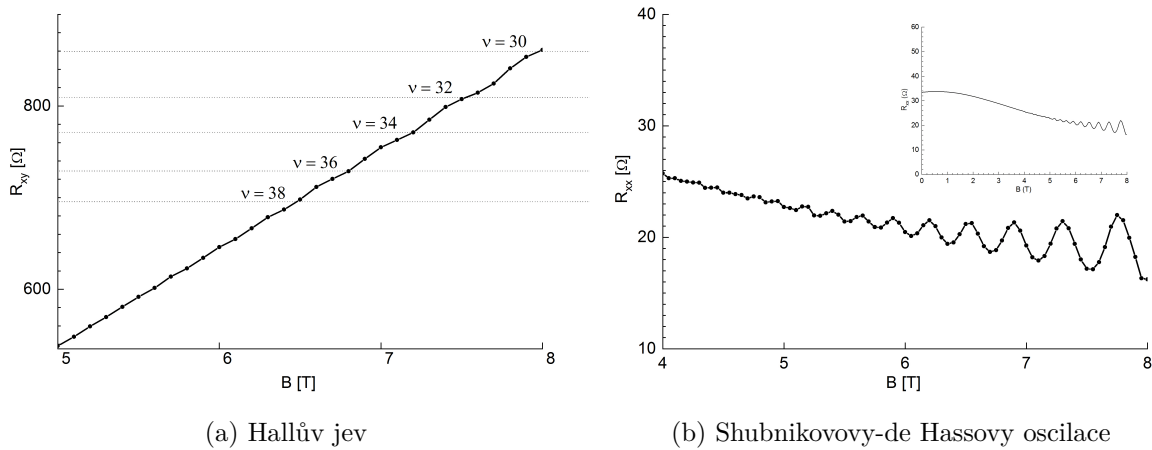 ν = 30
ν = 32
ν = 34
ν = 36
ν = 38
800
600
R_xy [Ω]
5
6
7
8
B [T]
(a) Hallův jev
40
30
20
10
R_xx [Ω]
4
5
6
7
8
B [T]
60
50
40
30
20
10
0
R_xx (Ω)
0
1
2
3
4
5
6
7
8
B (T)
(b) Shubnikovovy-de Hassovy oscilace